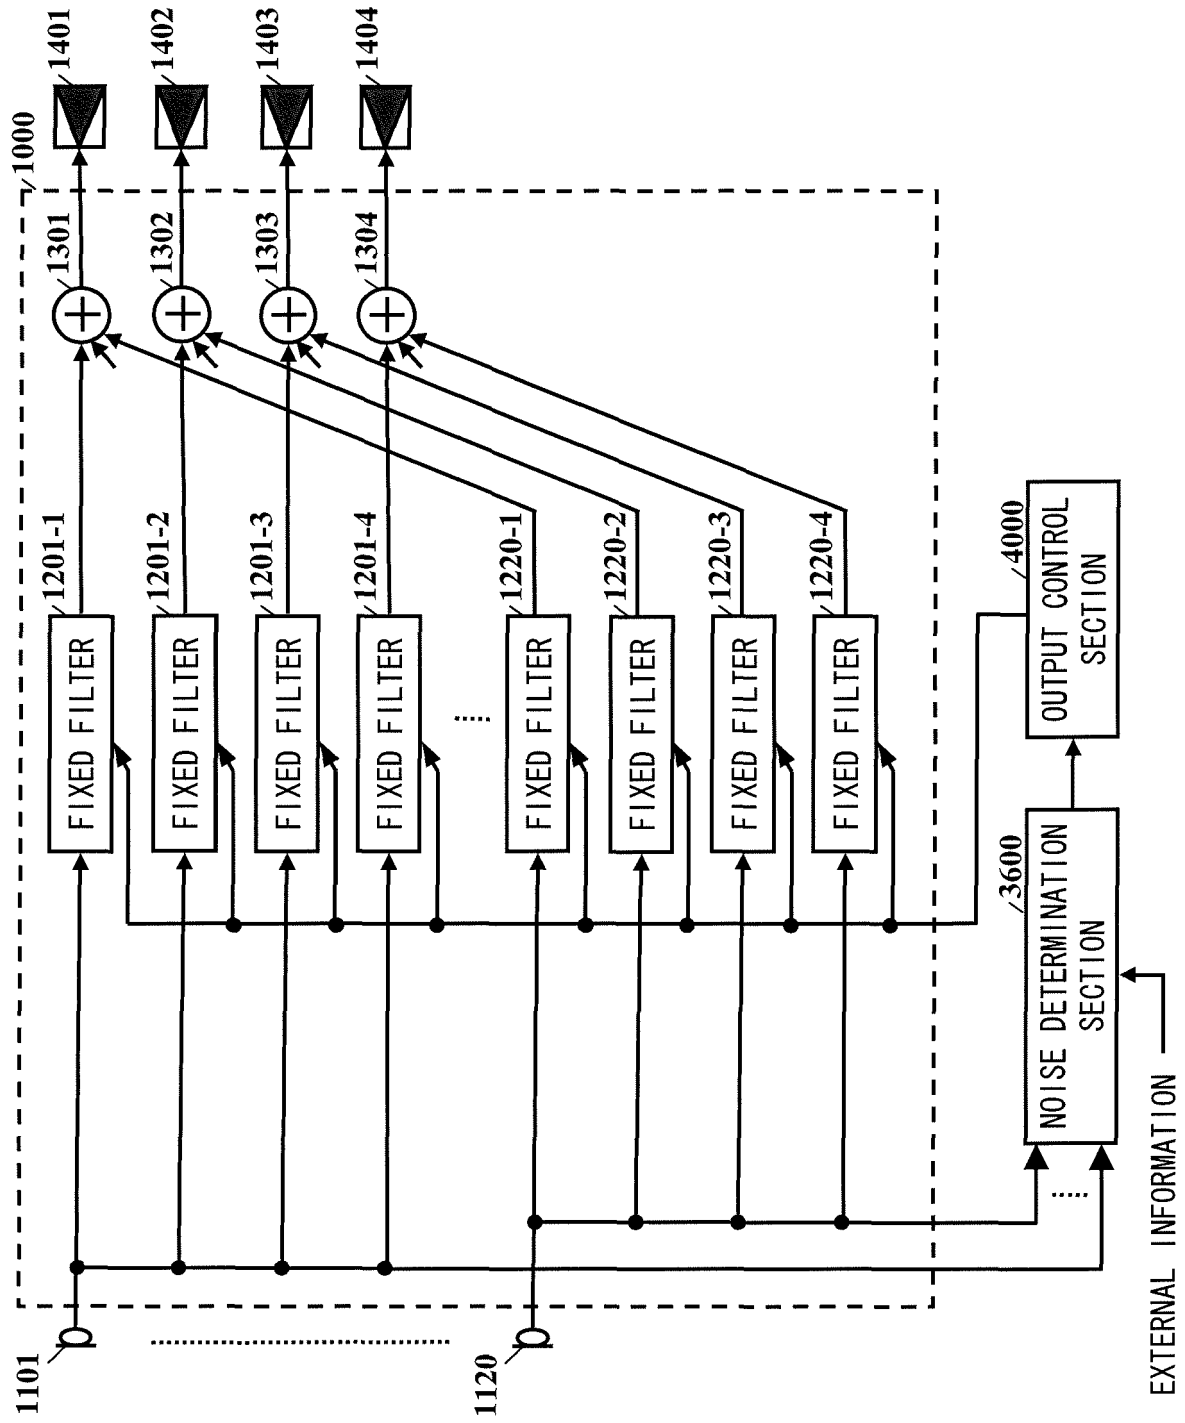 1101
1120
1000
FIXED FILTER
1201-1
FIXED FILTER
1201-2
FIXED FILTER
1201-3
FIXED FILTER
1201-4
FIXED FILTER
1220-1
FIXED FILTER
1220-2
FIXED FILTER
1220-3
FIXED FILTER
1220-4
1301
1302
1303
1304
1401
1402
1403
1404
EXTERNAL INFORMATION
NOISE DETERMINATION
SECTION
3600
OUTPUT CONTROL
SECTION
4000